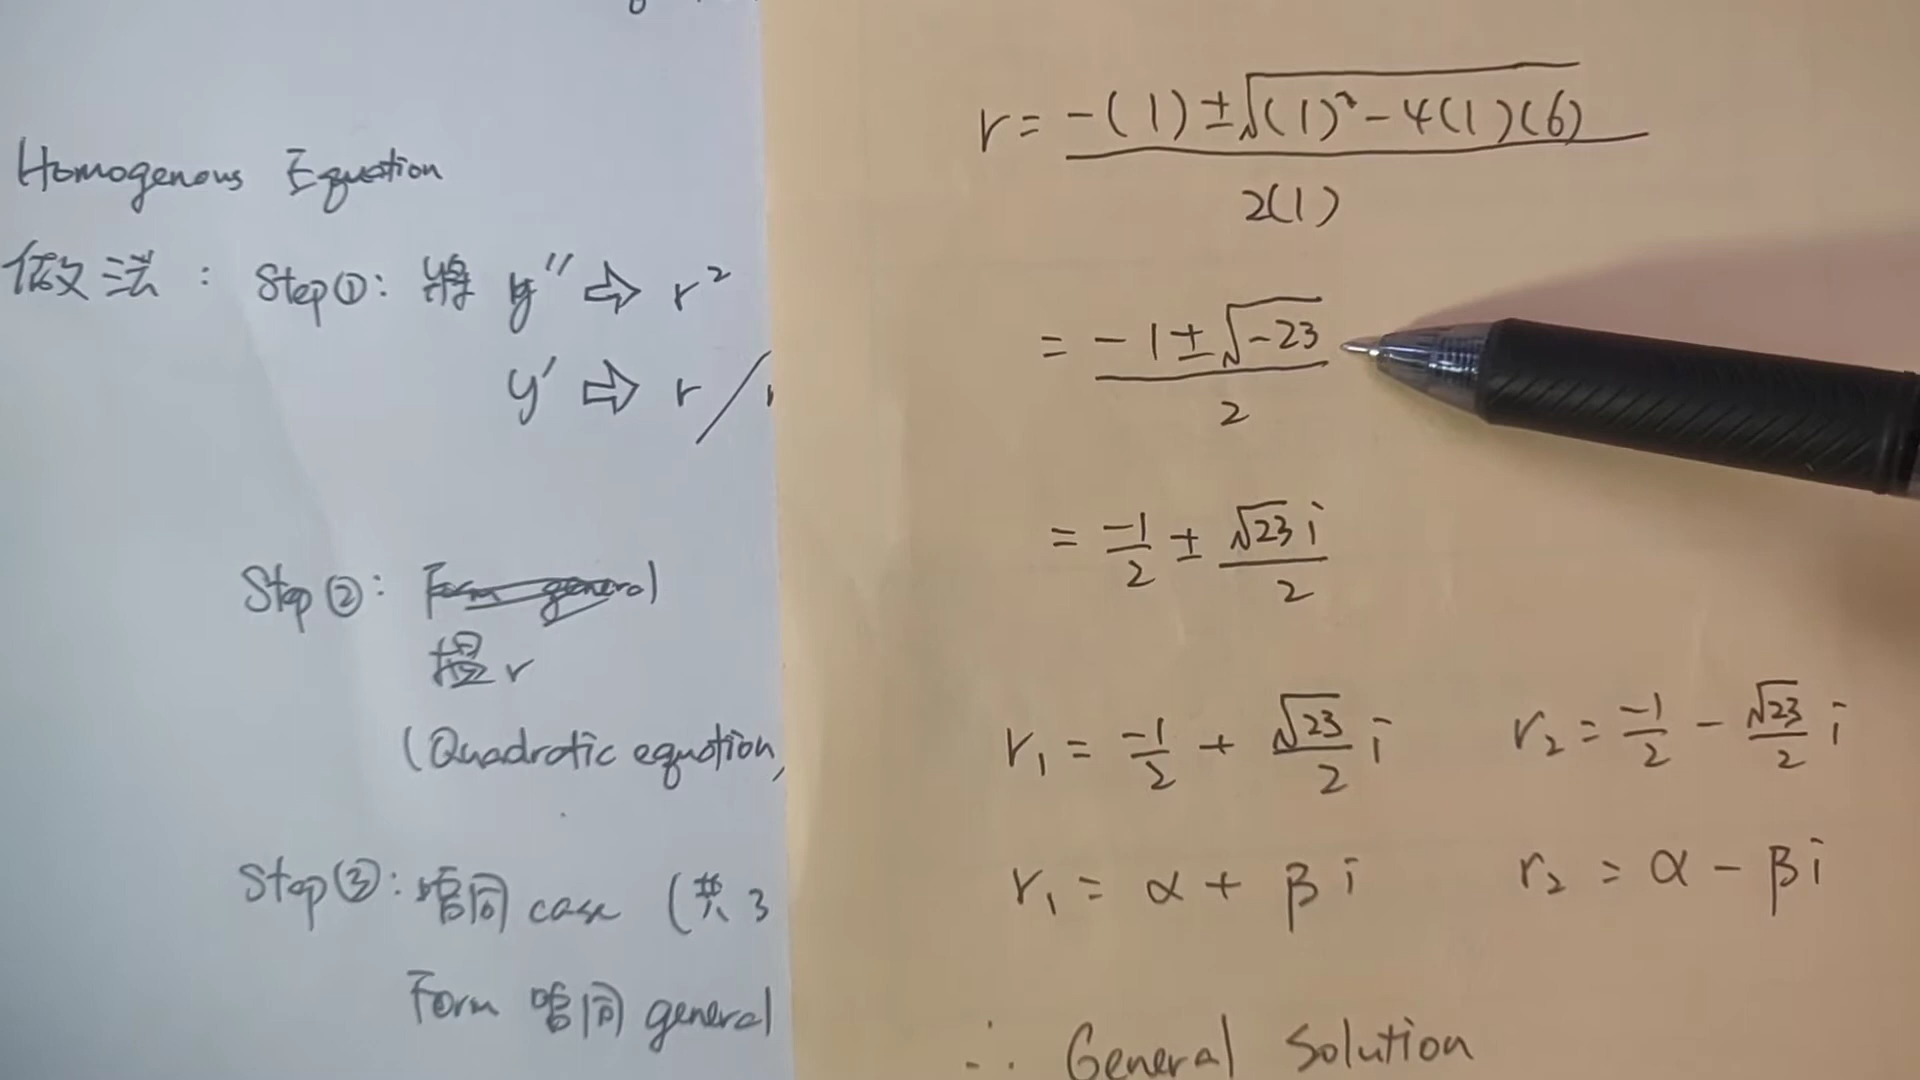 Homogenous Equation
做法 : Step①: 將 y'' ⇨ r²
y' ⇨ r /
Step②: Form general
搵 r
(Quadratic equation,
Step③: 唔同 case (共 3
Form 唔同 general
r = -(1) ± √(1)² - 4(1)(6)
2(1)
= -1 ± √-23
2
= -1/2 ± √23 i/2
r₁ = -1/2 + √23/2 i r₂ = -1/2 - √23/2 i
r₁ = α + β i r₂ = α - β i
∴ General Solution